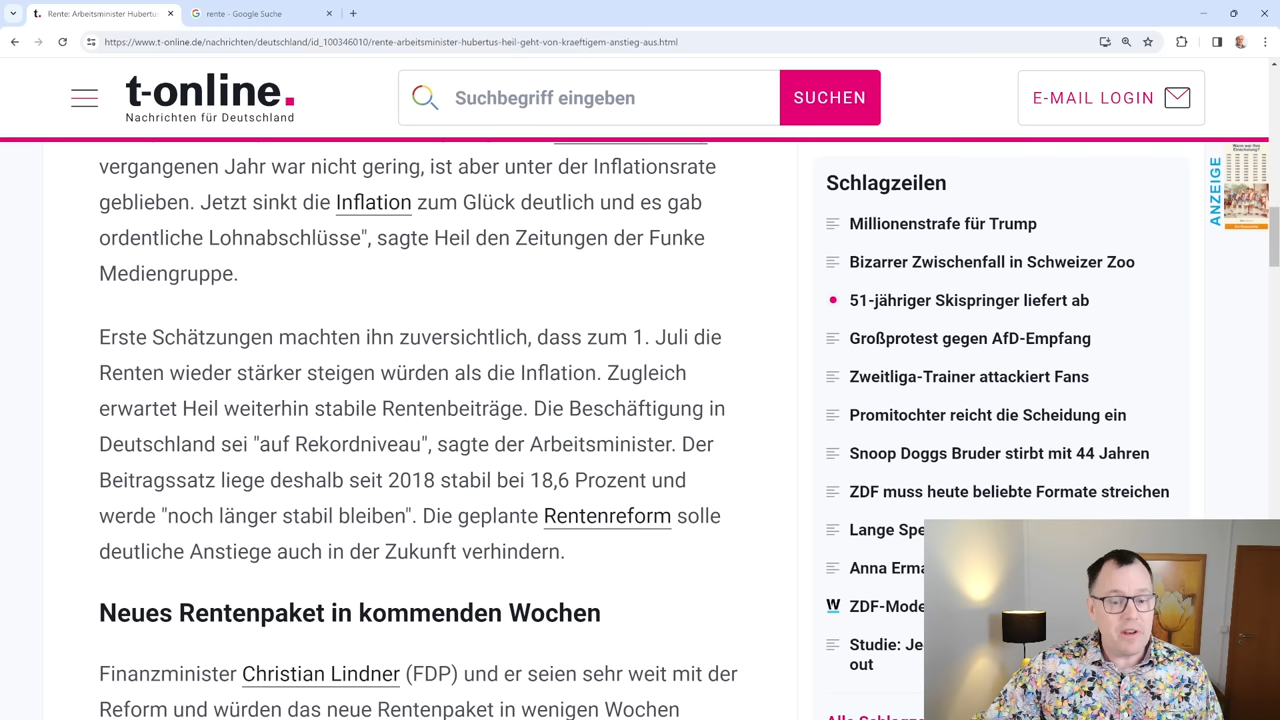 Rente: Arbeitsminister Hubertus
rente - Google Suche
https://www.t-online.de/nachrichten/deutschland/id_100346010/rente-arbeitsminister-hubertus-heil-geht-von-kraeftigem-anstieg-aus.html
t-online.
Nachrichten für Deutschland
Suchbegriff eingeben
SUCHEN
E-MAIL LOGIN
vergangenen Jahr war nicht gering, ist aber unter der Inflationsrate
geblieben. Jetzt sinkt die Inflation zum Glück deutlich und es gab
ordentliche Lohnabschlüsse", sagte Heil den Zeitungen der Funke
Mediengruppe.
Erste Schätzungen machten ihn zuversichtlich, dass zum 1. Juli die
Renten wieder stärker steigen würden als die Inflation. Zugleich
erwartet Heil weiterhin stabile Rentenbeiträge. Die Beschäftigung in
Deutschland sei "auf Rekordniveau", sagte der Arbeitsminister. Der
Beitragssatz liege deshalb seit 2018 stabil bei 18,6 Prozent und
werde "noch länger stabil bleiben". Die geplante Rentenreform solle
deutliche Anstiege auch in der Zukunft verhindern.
Neues Rentenpaket in kommenden Wochen
Finanzminister Christian Lindner (FDP) und er seien sehr weit mit der
Reform und würden das neue Rentenpaket in wenigen Wochen
Schlagzeilen
Millionenstrafe für Trump
Bizarrer Zwischenfall in Schweizer Zoo
51-jähriger Skispringer liefert ab
Großprotest gegen AfD-Empfang
Zweitliga-Trainer attackiert Fans
Promitochter reicht die Scheidung ein
Snoop Doggs Bruder stirbt mit 44 Jahren
ZDF muss heute beliebte Formate streichen
Lange Spe
Anna Erma
W ZDF-Mode
Studie: Je
out
ANZEIGE